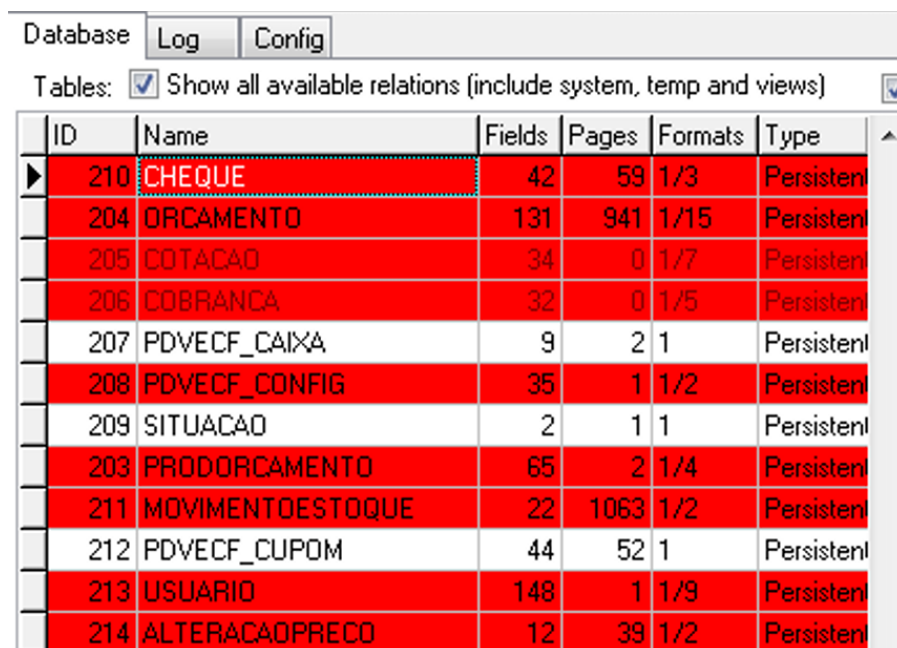 Database Log Config
Tables: Show all available relations (include system, temp and views)
ID Name Fields Pages Formats Type
210 CHEQUE 42 59 1/3 Persistent
204 ORCAMENTO 131 941 1/15 Persistent
205 COTACAO 34 0 1/7 Persistent
206 COBRANCA 32 0 1/5 Persistent
207 PDVECF_CAIXA 9 2 1 Persistent
208 PDVECF_CONFIG 35 1 1/2 Persistent
209 SITUACAO 2 1 1 Persistent
203 PRODORCAMENTO 65 2 1/4 Persistent
211 MOVIMENTOESTOQUE 22 1063 1/2 Persistent
212 PDVECF_CUPOM 44 52 1 Persistent
213 USUARIO 148 1 1/9 Persistent
214 ALTERACAOPRECO 12 39 1/2 Persistent